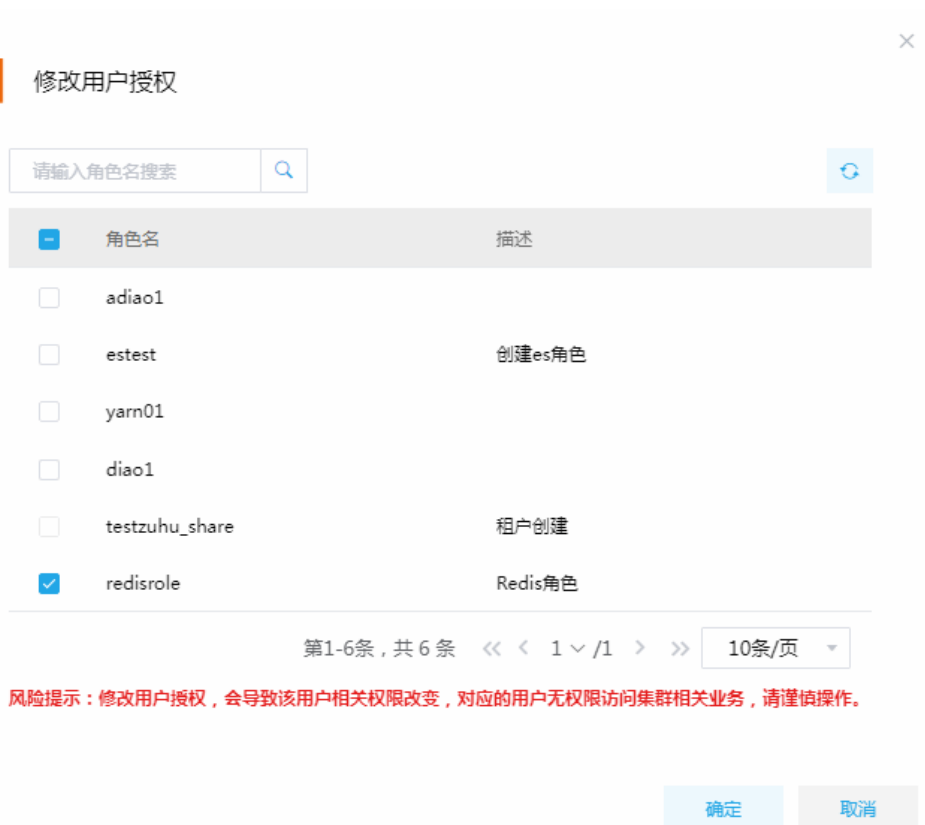 修改用户授权
请输入角色名搜索
角色名 描述
adiao1
estest 创建es角色
yarn01
diao1
testzuhu_share 租户创建
redisrole Redis角色
第1-6条，共 6 条 1 /1 10条/页
风险提示：修改用户授权，会导致该用户相关权限改变，对应的用户无权限访问集群相关业务，请谨慎操作。
确定 取消